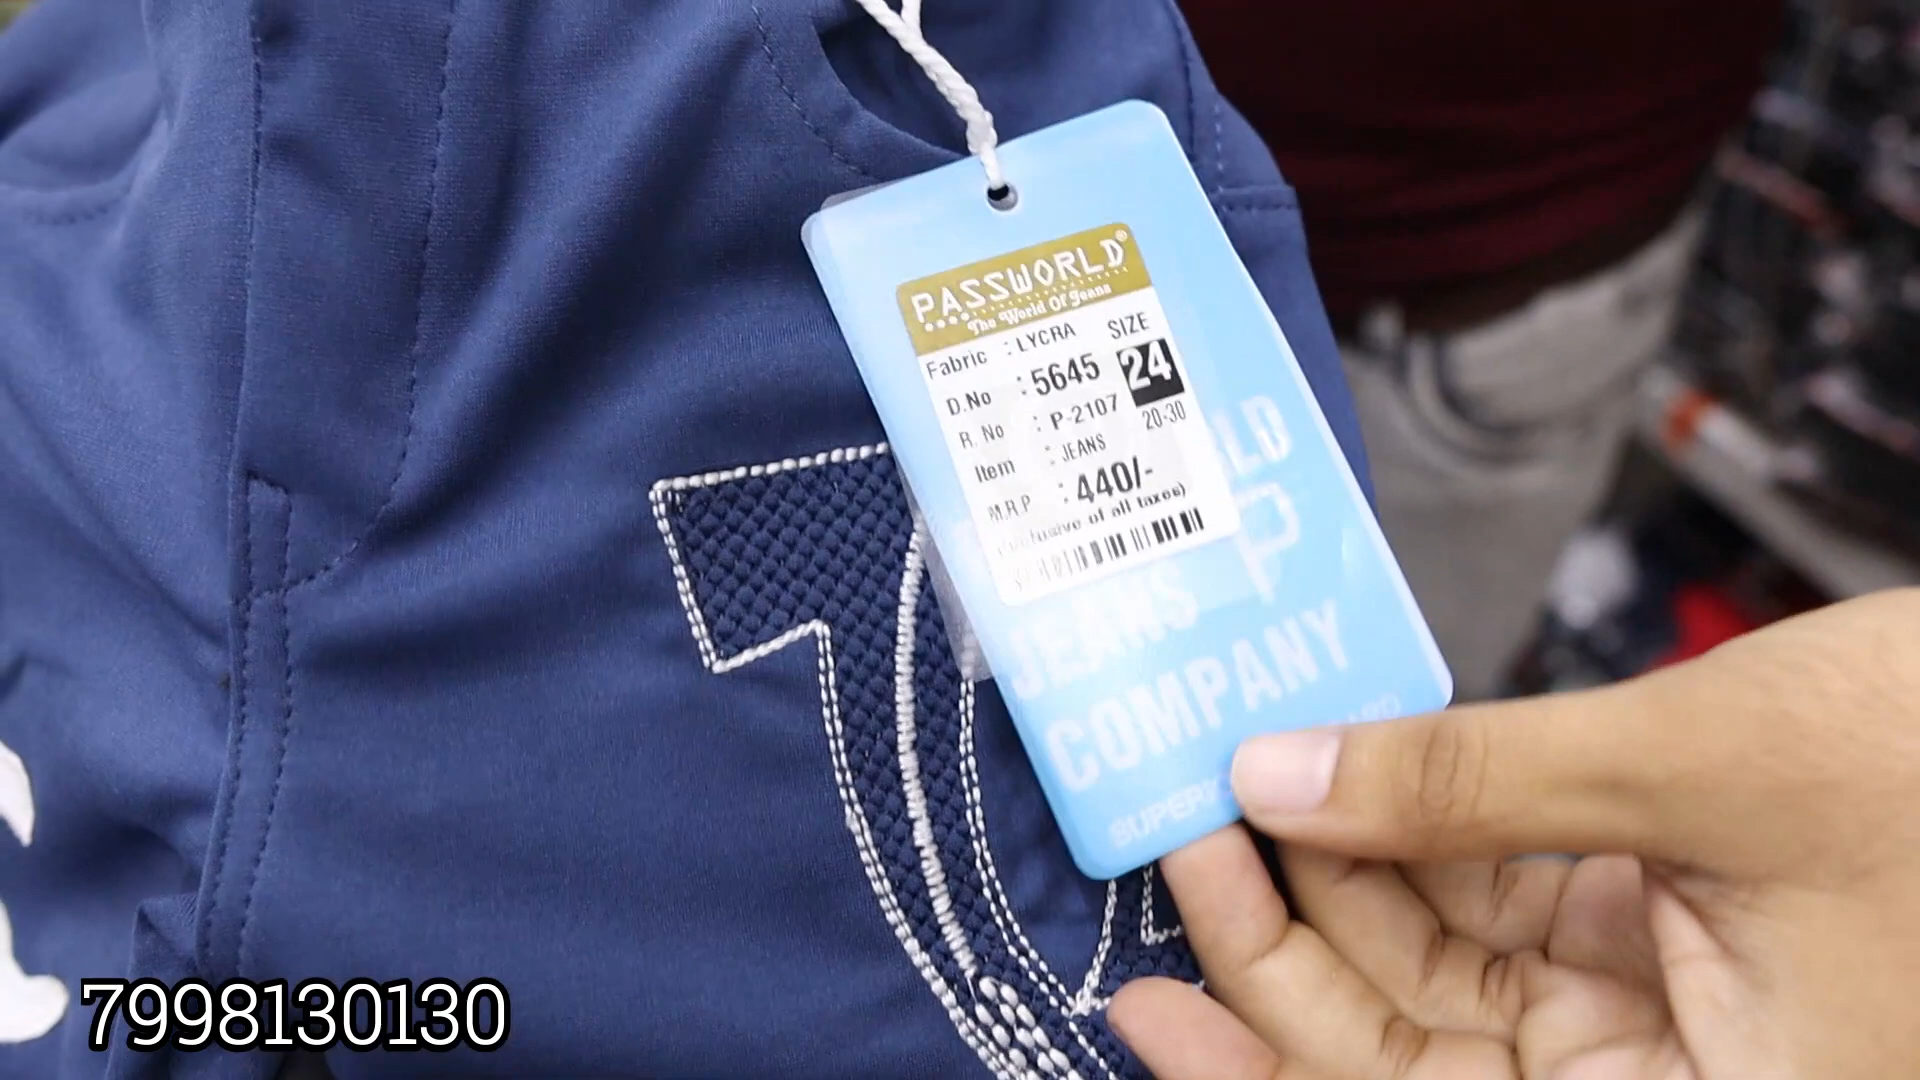 PASSWORLD®
The World Of Jeans
Fabric : LYCRA SIZE
D.No : 5645 24
R. No : P-2107 20-30
Item : JEANS
M.R.P : 440/-
of all taxes)
JEANS
COMPANY
7998130130